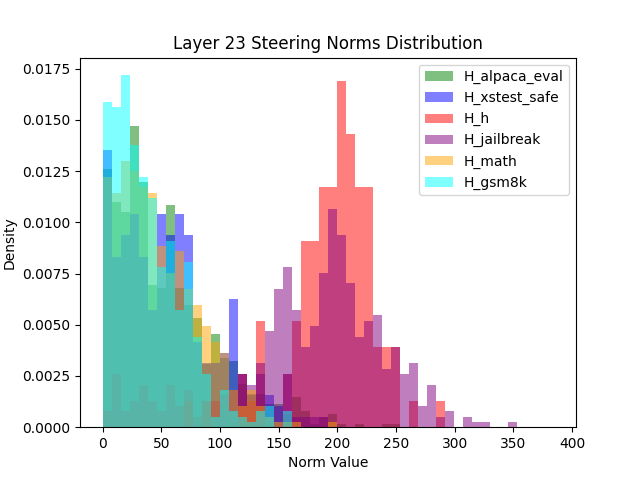 Layer 23 Steering Norms Distribution
0.0175
0.0150
0.0125
0.0100
0.0075
0.0050
0.0025
0.0000
Density
H_alpaca_eval
H_xstest_safe
H_h
H_jailbreak
H_math
H_gsm8k
0 50 100 150 200 250 300 350 400
Norm Value